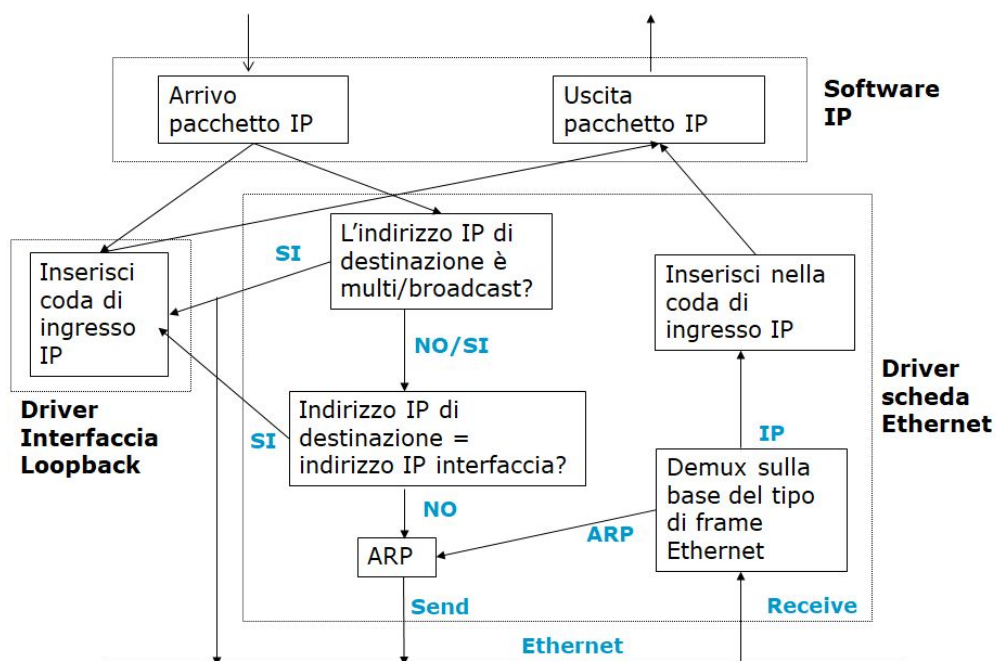 Arrivo
pacchetto IP
Uscita
pacchetto IP
Software
IP
L'indirizzo IP di
destinazione è
multi/broadcast?
SI
Inserisci
coda di
ingresso
IP
Inserisci nella
coda di
ingresso IP
NO/SI
Driver
Interfaccia
Loopback
Driver
scheda
Ethernet
Indirizzo IP di
destinazione =
indirizzo IP interfaccia?
SI
IP
Demux sulla
base del tipo
di frame
Ethernet
NO
ARP
ARP
Send
Receive
Ethernet